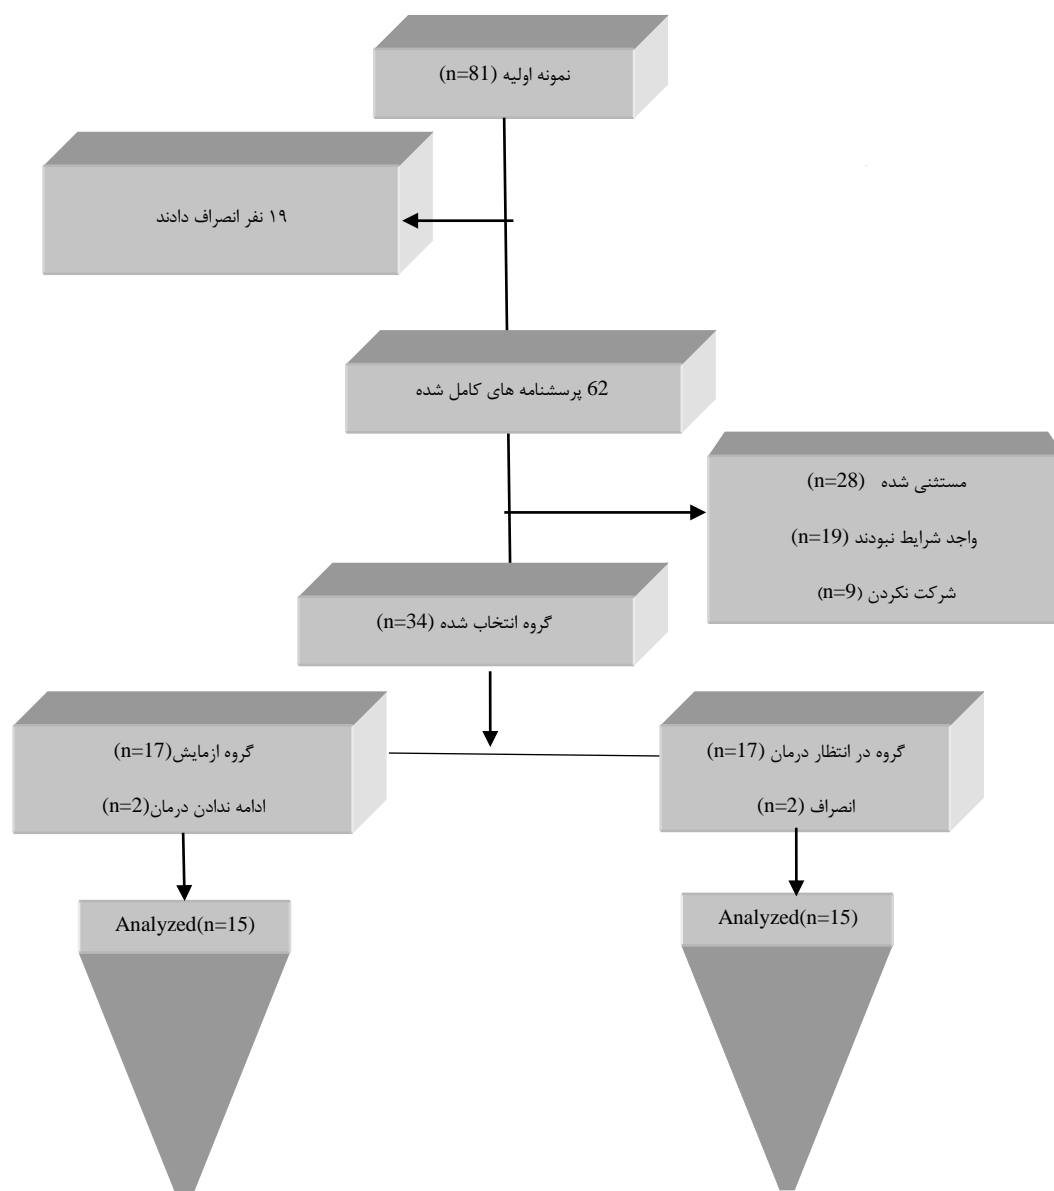 نمونه اولیه (n=81)
۱۹ نفر انصراف دادند
62 پرسشنامه های کامل شده
مستثنی شده (n=28)
واجد شرایط نبودند (n=19)
شرکت نکردن (n=9)
گروه انتخاب شده (n=34)
گروه در انتظار درمان (n=17)
انصراف (n=2)
گروه ازمایش(n=17)
ادامه ندادن درمان(n=2)
Analyzed(n=15)
Analyzed(n=15)